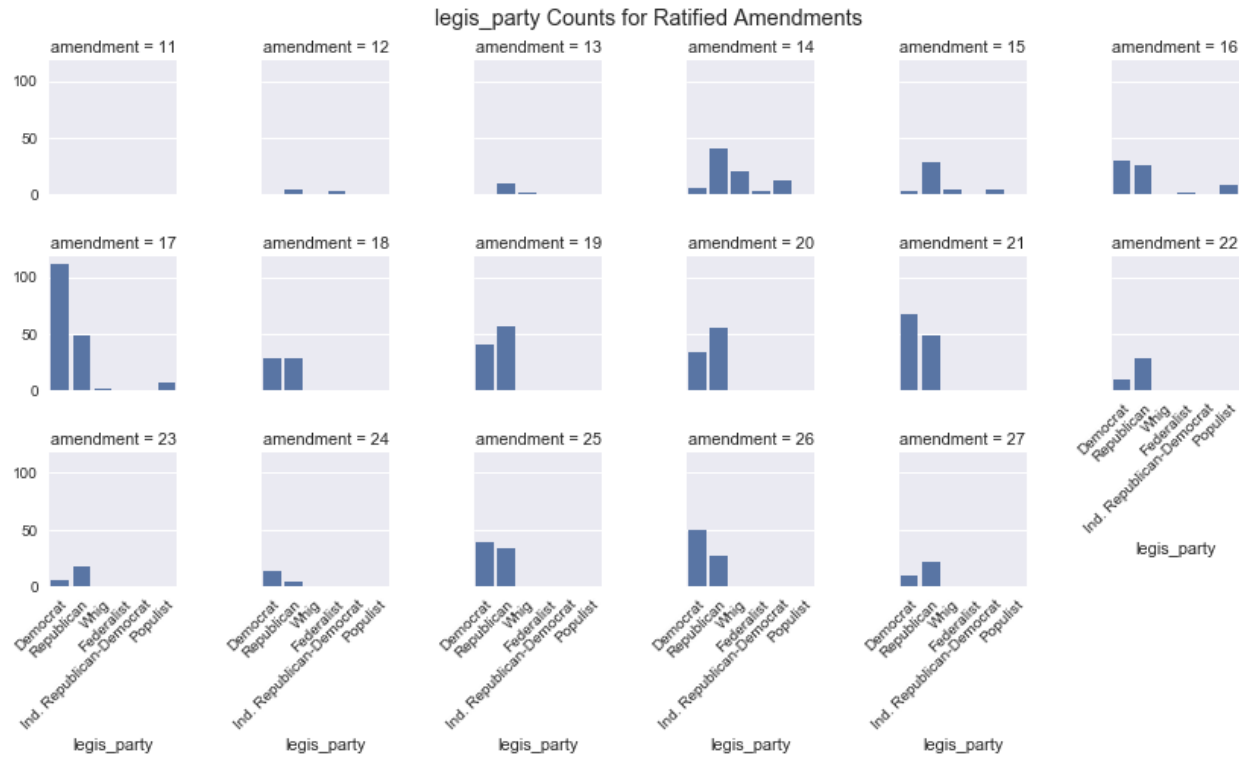 legis_party Counts for Ratified Amendments
amendment = 11
amendment = 12
amendment = 13
amendment = 14
amendment = 15
amendment = 16
100
50
0
amendment = 17
amendment = 18
amendment = 19
amendment = 20
amendment = 21
amendment = 22
100
50
0
Democrat
Republican
Whig
Federalist
Ind. Republican-Democrat
Populist
legis_party
amendment = 23
amendment = 24
amendment = 25
amendment = 26
amendment = 27
100
50
0
Democrat
Republican
Whig
Federalist
Ind. Republican-Democrat
Populist
legis_party
Democrat
Republican
Whig
Federalist
Ind. Republican-Democrat
Populist
legis_party
Democrat
Republican
Whig
Federalist
Ind. Republican-Democrat
Populist
legis_party
Democrat
Republican
Whig
Federalist
Ind. Republican-Democrat
Populist
legis_party
Democrat
Republican
Whig
Federalist
Ind. Republican-Democrat
Populist
legis_party